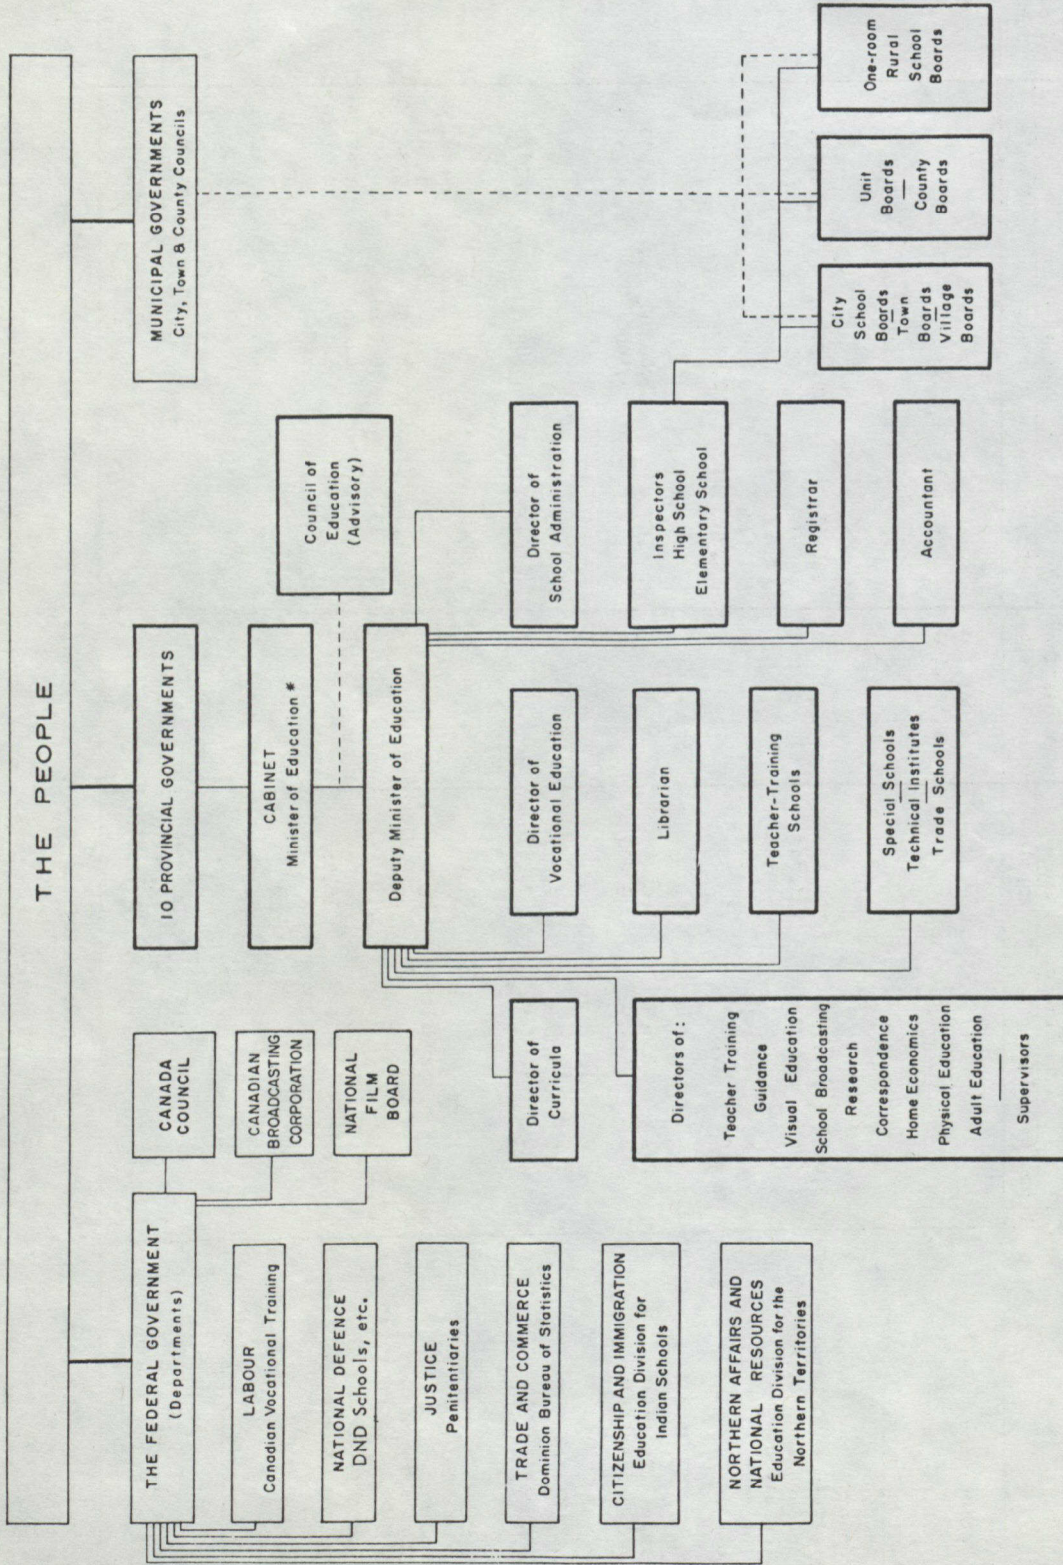 THE PEOPLE
THE FEDERAL GOVERNMENT
(Departments)
CANADA
COUNCIL
CANADIAN
BROADCASTING
CORPORATION
NATIONAL
FILM
BOARD
LABOUR
Canadian Vocational Training
NATIONAL DEFENCE
DND Schools, etc.
JUSTICE
Penitentiaries
TRADE AND COMMERCE
Dominion Bureau of Statistics
CITIZENSHIP AND IMMIGRATION
Education Division for
Indian Schools
NORTHERN AFFAIRS AND
NATIONAL RESOURCES
Education Division for the
Northern Territories
10 PROVINCIAL GOVERNMENTS
CABINET
Minister of Education *
Council of
Education
(Advisory)
Deputy Minister of Education
Director of
Curricula
Directors of:
Teacher Training
Guidance
Visual Education
School Broadcasting
Research
Correspondence
Home Economics
Physical Education
Adult Education
Supervisors
Director of
Vocational Education
Librarian
Teacher-Training
Schools
Special Schools
Technical Institutes
Trade Schools
Director of
School Administration
Inspectors
High School
Elementary School
Registrar
Accountant
MUNICIPAL GOVERNMENTS
City, Town & County Councils
City
School
Boards
Town
Boards
Village
Boards
Unit
Boards
County
Boards
One-room
Rural
School
Boards